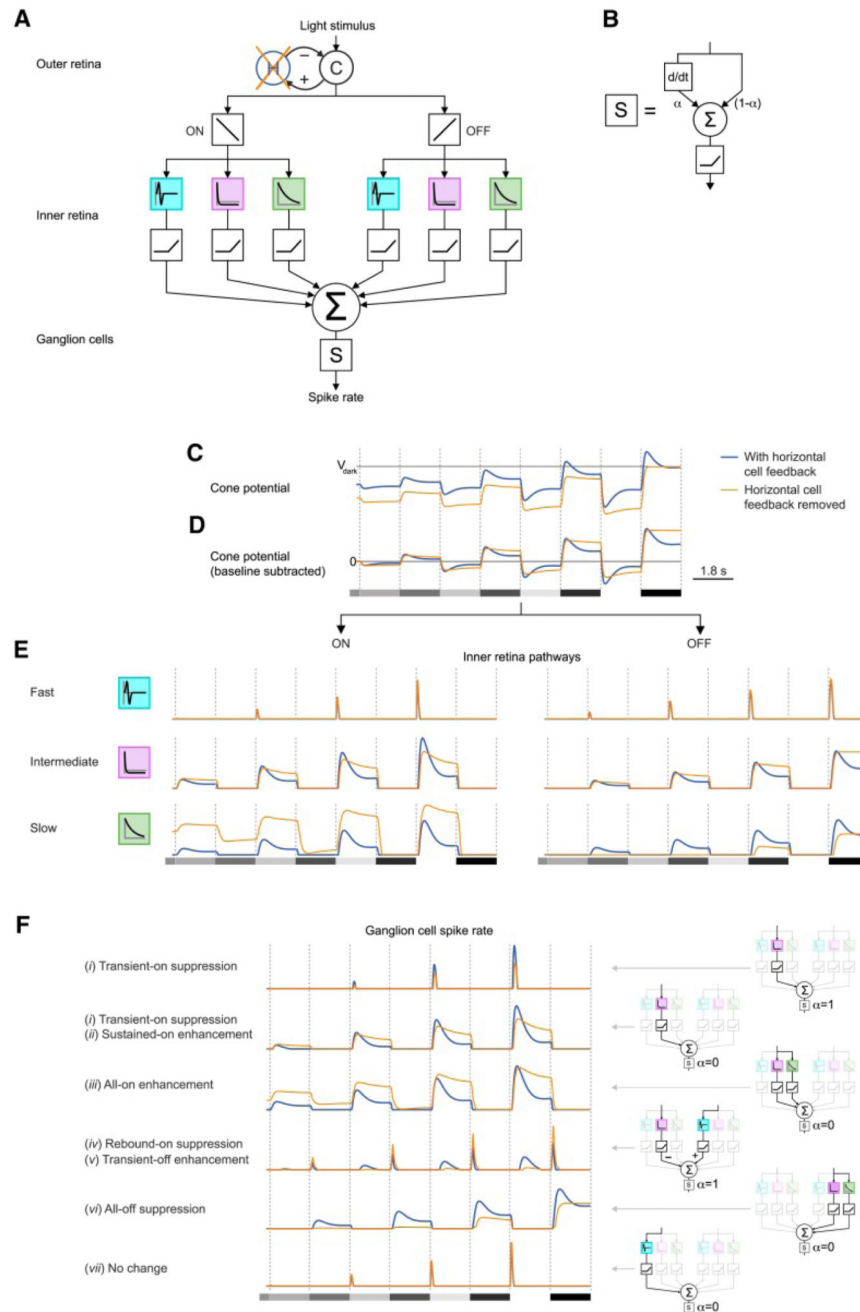 A
B
Light stimulus
Outer retina
H
−
+
C
d/dt
S
=
α
(1-α)
Σ
ON
OFF
Inner retina
Σ
Ganglion cells
S
Spike rate
C
Vdark
Cone potential
With horizontal
cell feedback
Horizontal cell
feedback removed
D
Cone potential
(baseline subtracted)
0
1.8 s
ON
OFF
E
Inner retina pathways
Fast
Intermediate
Slow
F
Ganglion cell spike rate
(i) Transient-on suppression
Σ
S α=1
(i) Transient-on suppression
(ii) Sustained-on enhancement
Σ
S α=0
(iii) All-on enhancement
Σ
S α=0
(iv) Rebound-on suppression
(v) Transient-off enhancement
−
+
Σ
S α=1
(vi) All-off suppression
Σ
S α=0
(vii) No change
Σ
S α=0